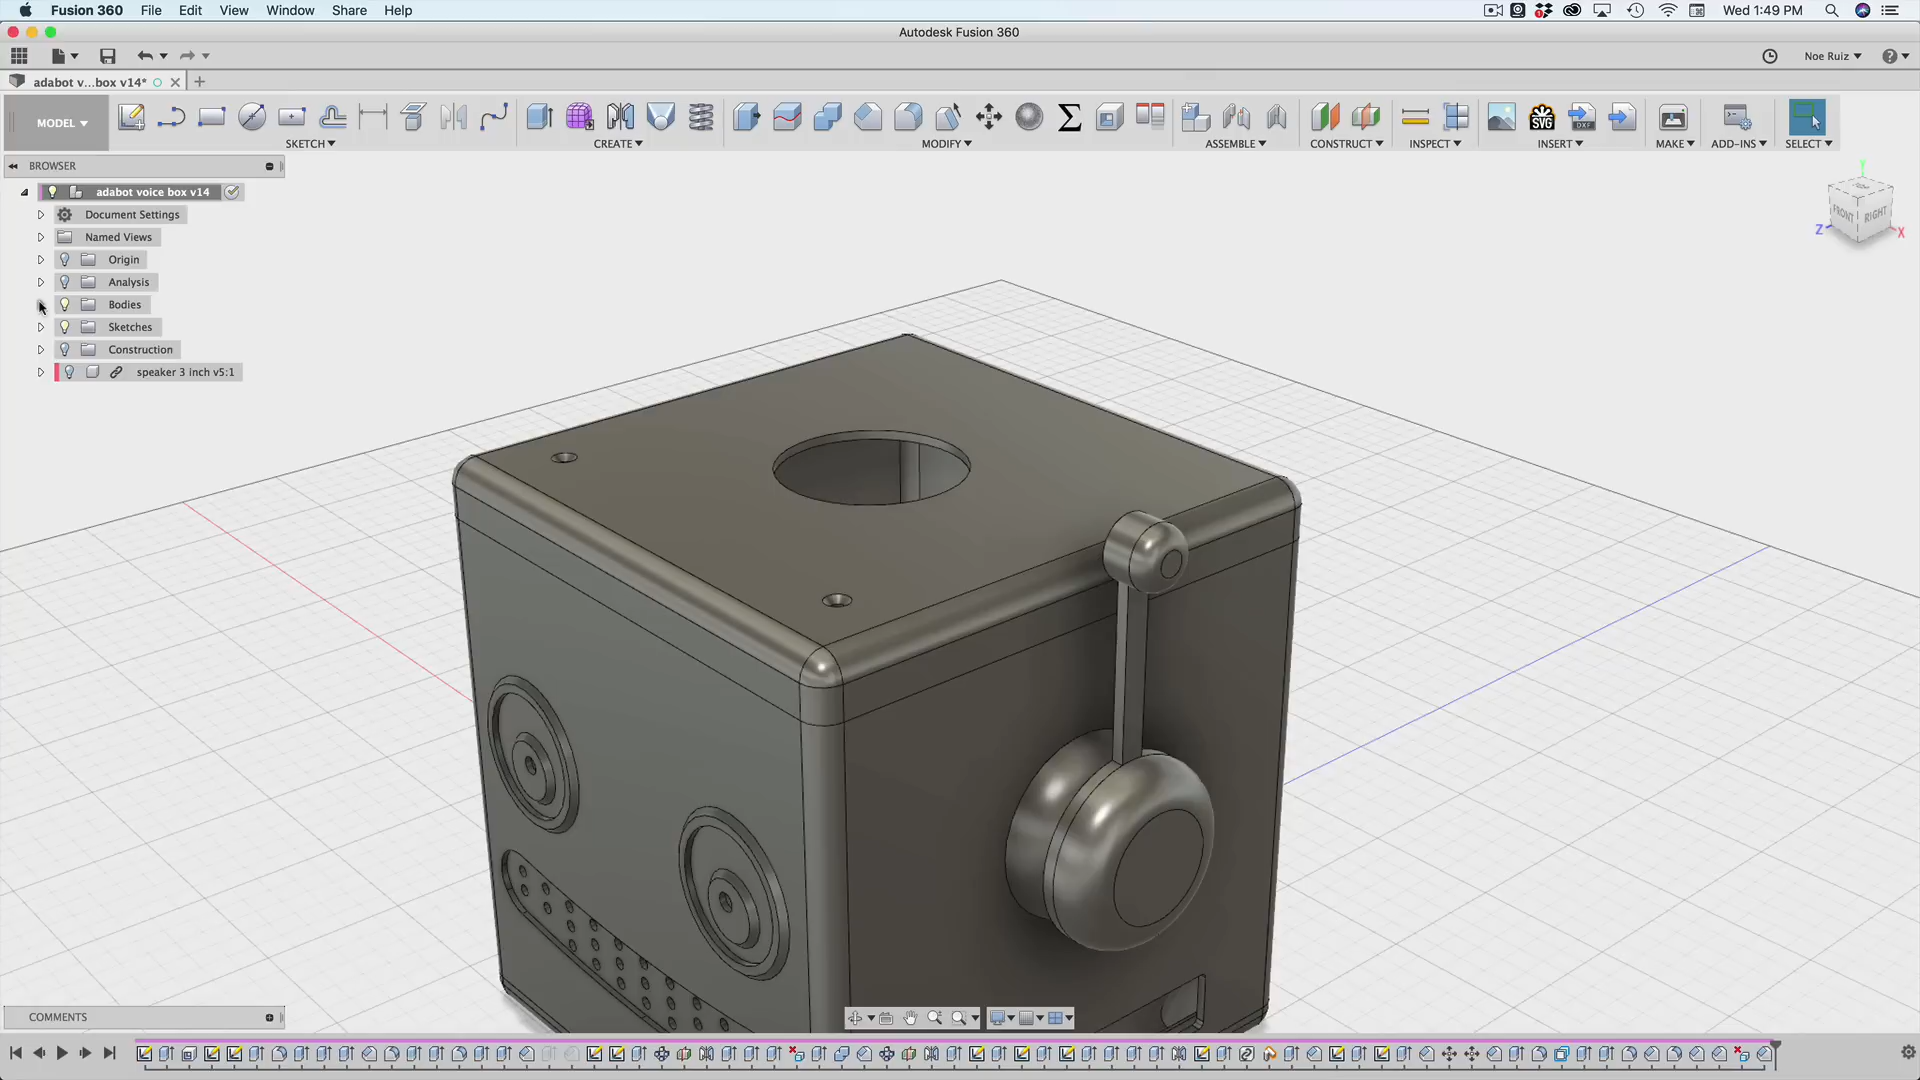 Fusion 360 File Edit View Window Share Help Wed 1:49 PM
Autodesk Fusion 360
Noe Ruiz
adabot v...box v14*
MODEL
SKETCH CREATE MODIFY ASSEMBLE CONSTRUCT INSPECT INSERT MAKE ADD-INS SELECT
SVG DXF
BROWSER
adabot voice box v14
Document Settings
Named Views
Origin
Analysis
Bodies
Sketches
Construction
speaker 3 inch v5:1
Y
FRONT RIGHT
Z X
COMMENTS